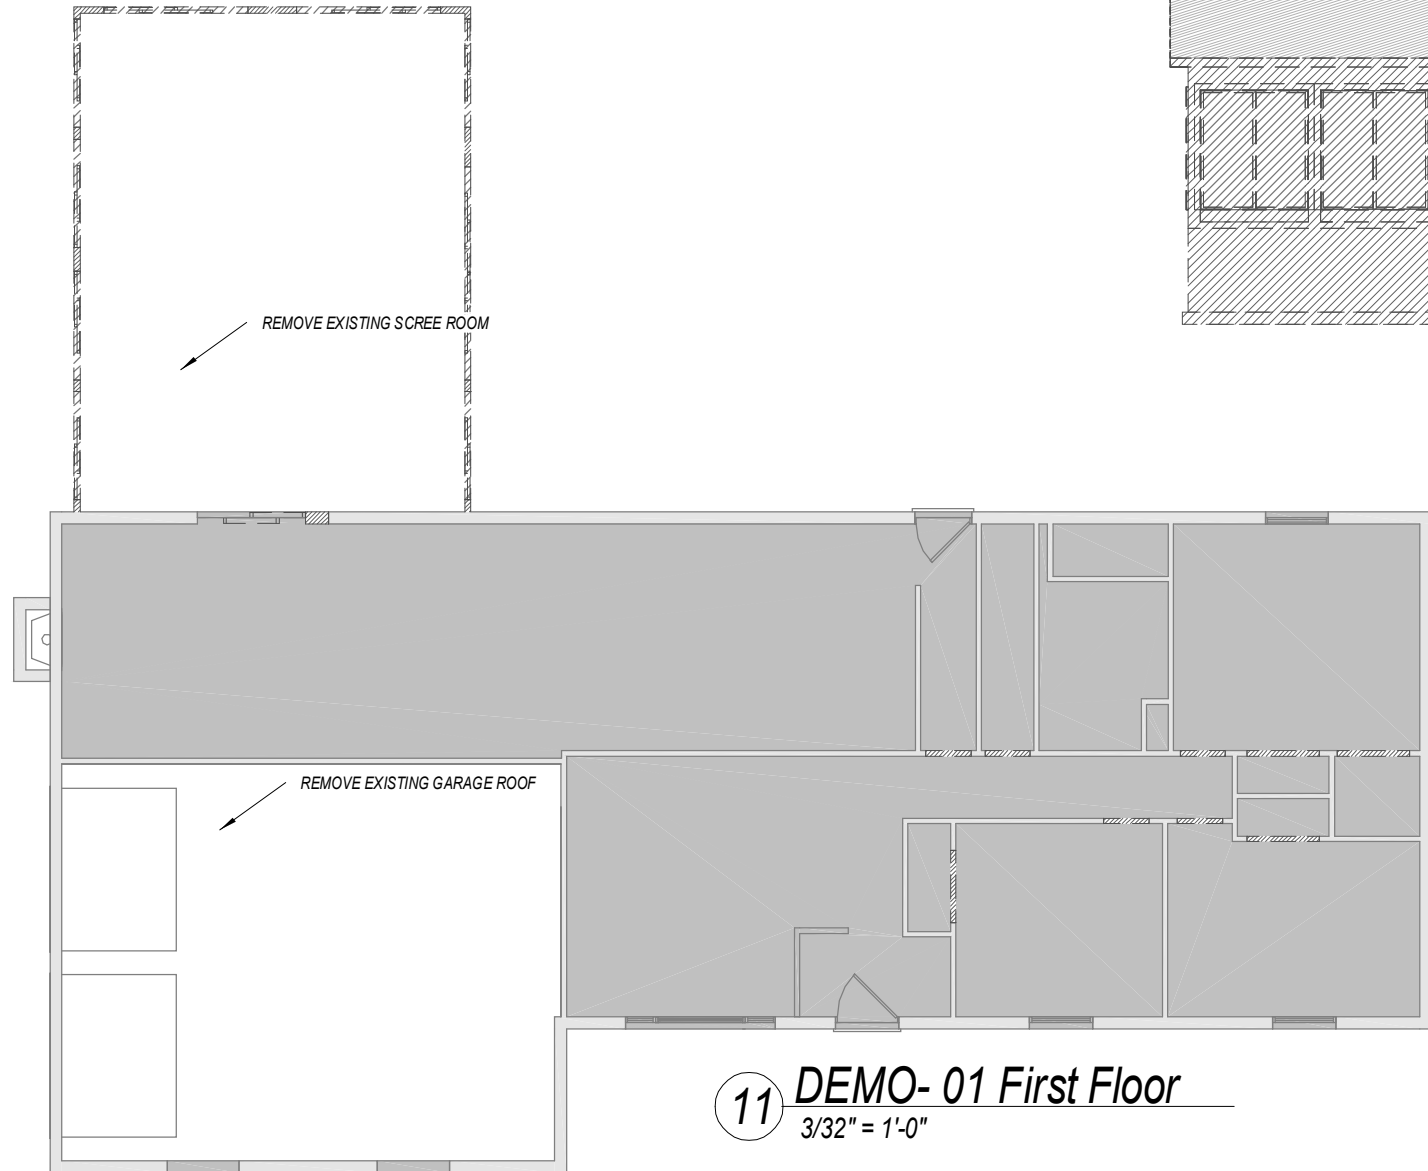 REMOVE EXISTING SCREE ROOM
REMOVE EXISTING GARAGE ROOF
11
DEMO- 01 First Floor
3/32" = 1'-0"